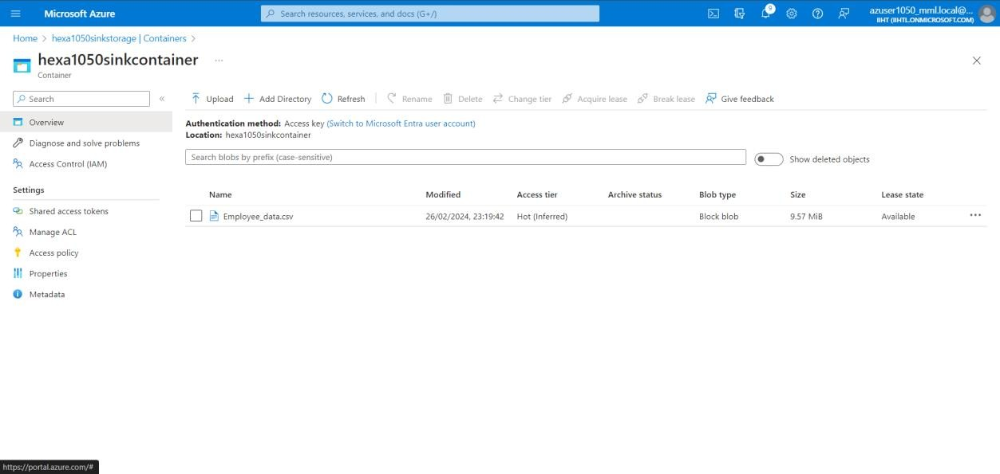 Microsoft Azure
Search resources, services, and docs (G+/)
9
azuser1050_mml.local@...
IIHT (IIHTL.ONMICROSOFT.COM)
Home > hexa1050sinkstorage | Containers >
hexa1050sinkcontainer ...
Container
Search «
Upload Add Directory Refresh Rename Delete Change tier Acquire lease Break lease Give feedback
Overview
Diagnose and solve problems
Access Control (IAM)
Settings
Shared access tokens
Manage ACL
Access policy
Properties
Metadata
Authentication method: Access key (Switch to Microsoft Entra user account)
Location: hexa1050sinkcontainer
Search blobs by prefix (case-sensitive)
Show deleted objects
Name Modified Access tier Archive status Blob type Size Lease state
Employee_data.csv 26/02/2024, 23:19:42 Hot (Inferred) Block blob 9.57 MiB Available ...
https://portal.azure.com/#